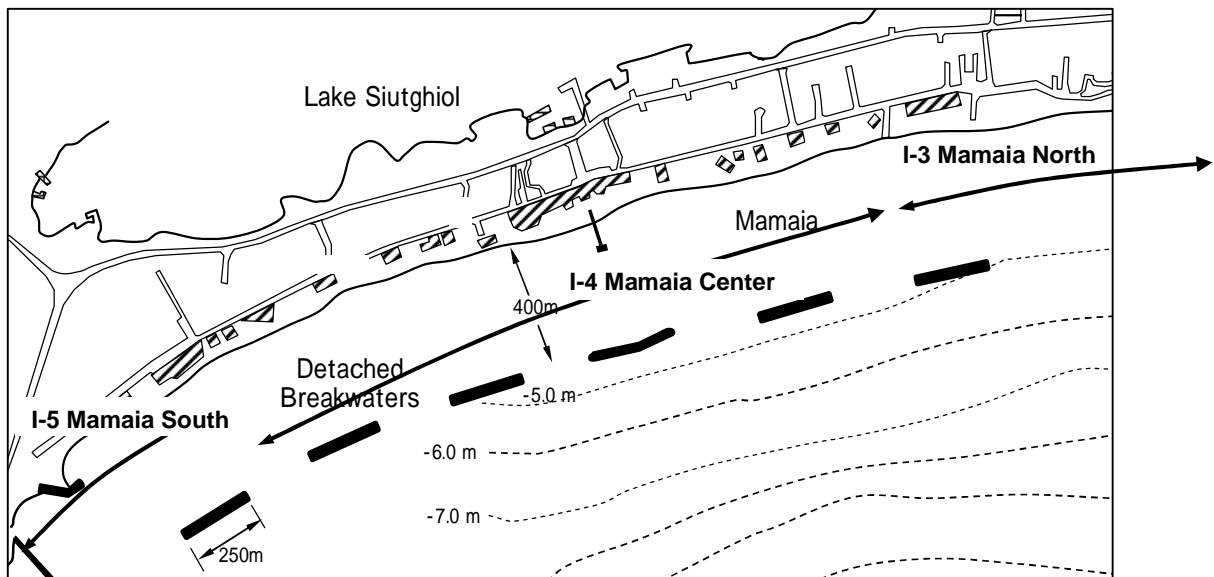 Lake Siutghiol
I-3 Mamaia North
Mamaia
I-4 Mamaia Center
400m
Detached
Breakwaters
-5.0 m
I-5 Mamaia South
-6.0 m
-7.0 m
250m